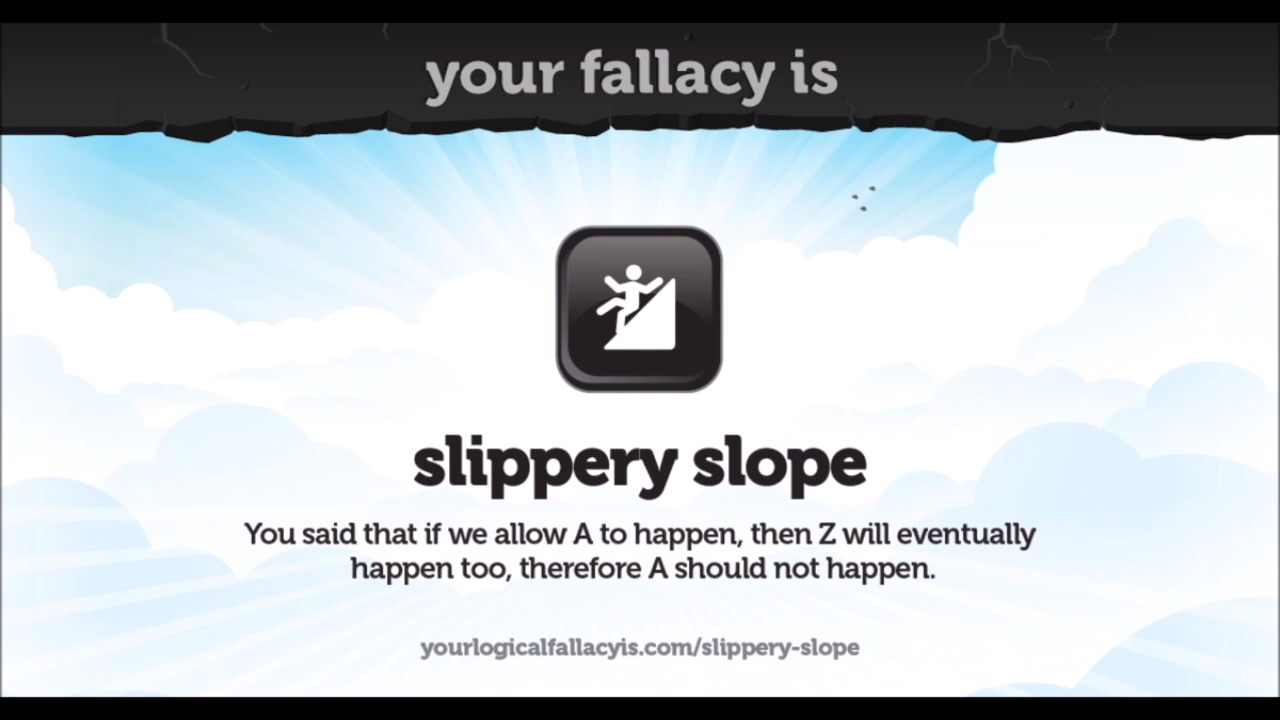 your fallacy is
slippery slope
You said that if we allow A to happen, then Z will eventually
happen too, therefore A should not happen.
yourlogicalfallacyis.com/slippery-slope